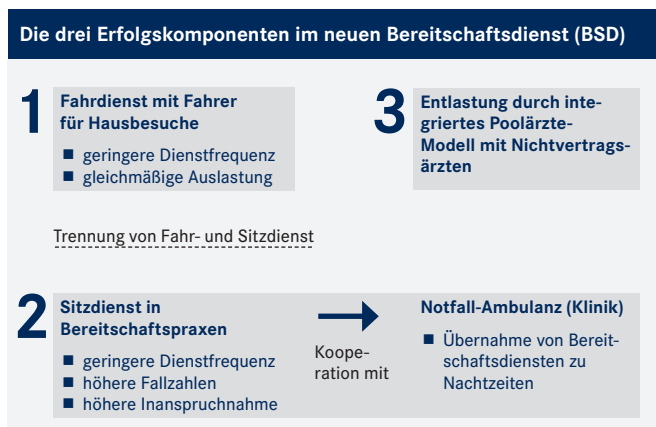 Die drei Erfolgskomponenten im neuen Bereitschaftsdienst (BSD)
1
Fahrdienst mit Fahrer
für Hausbesuche
■ geringere Dienstfrequenz
■ gleichmäßige Auslastung
3
Entlastung durch inte-
griertes Poolärzte-
Modell mit Nichtvertrags-
ärzten
Trennung von Fahr- und Sitzdienst
2
Sitzdienst in
Bereitschaftspraxen
■ geringere Dienstfrequenz
■ höhere Fallzahlen
■ höhere Inanspruchnahme
Koope-
ration mit
Notfall-Ambulanz (Klinik)
■ Übernahme von Bereit-
schaftsdiensten zu
Nachtzeiten